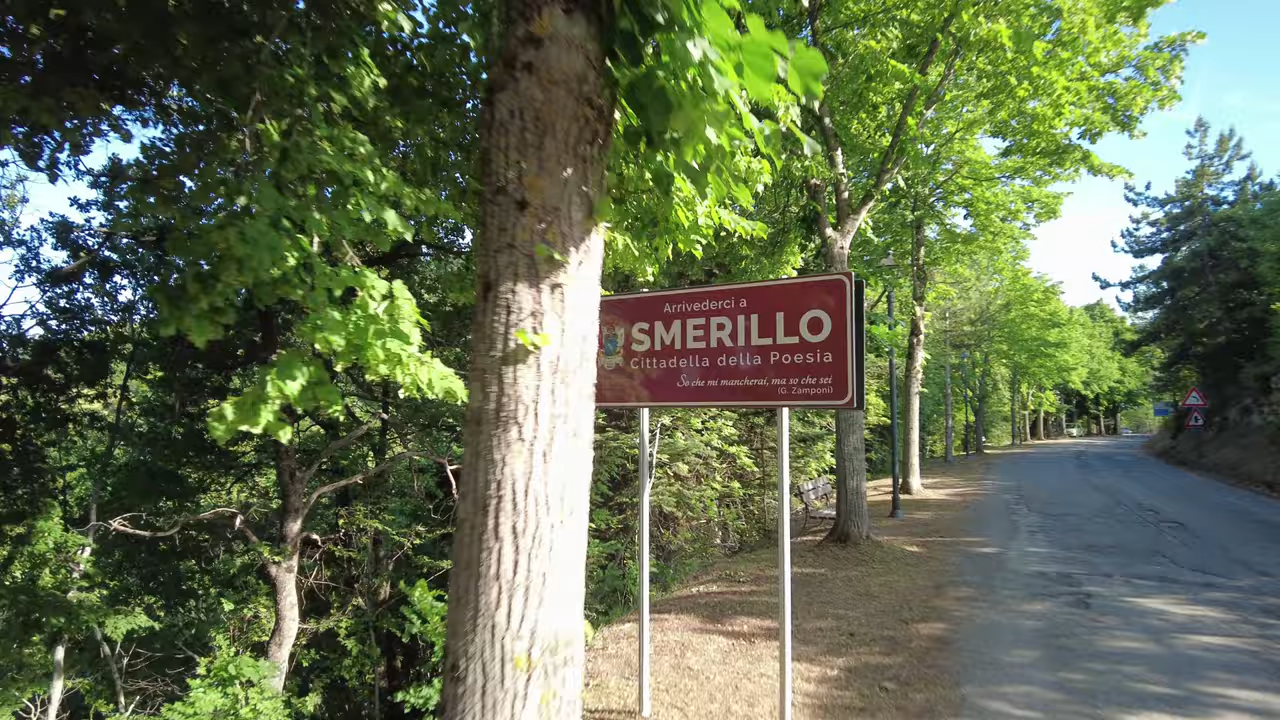 Arrivederci a
SMERILLO
Cittadella della Poesia
So che mi mancherai, ma so che sei
(G. Zamponi)